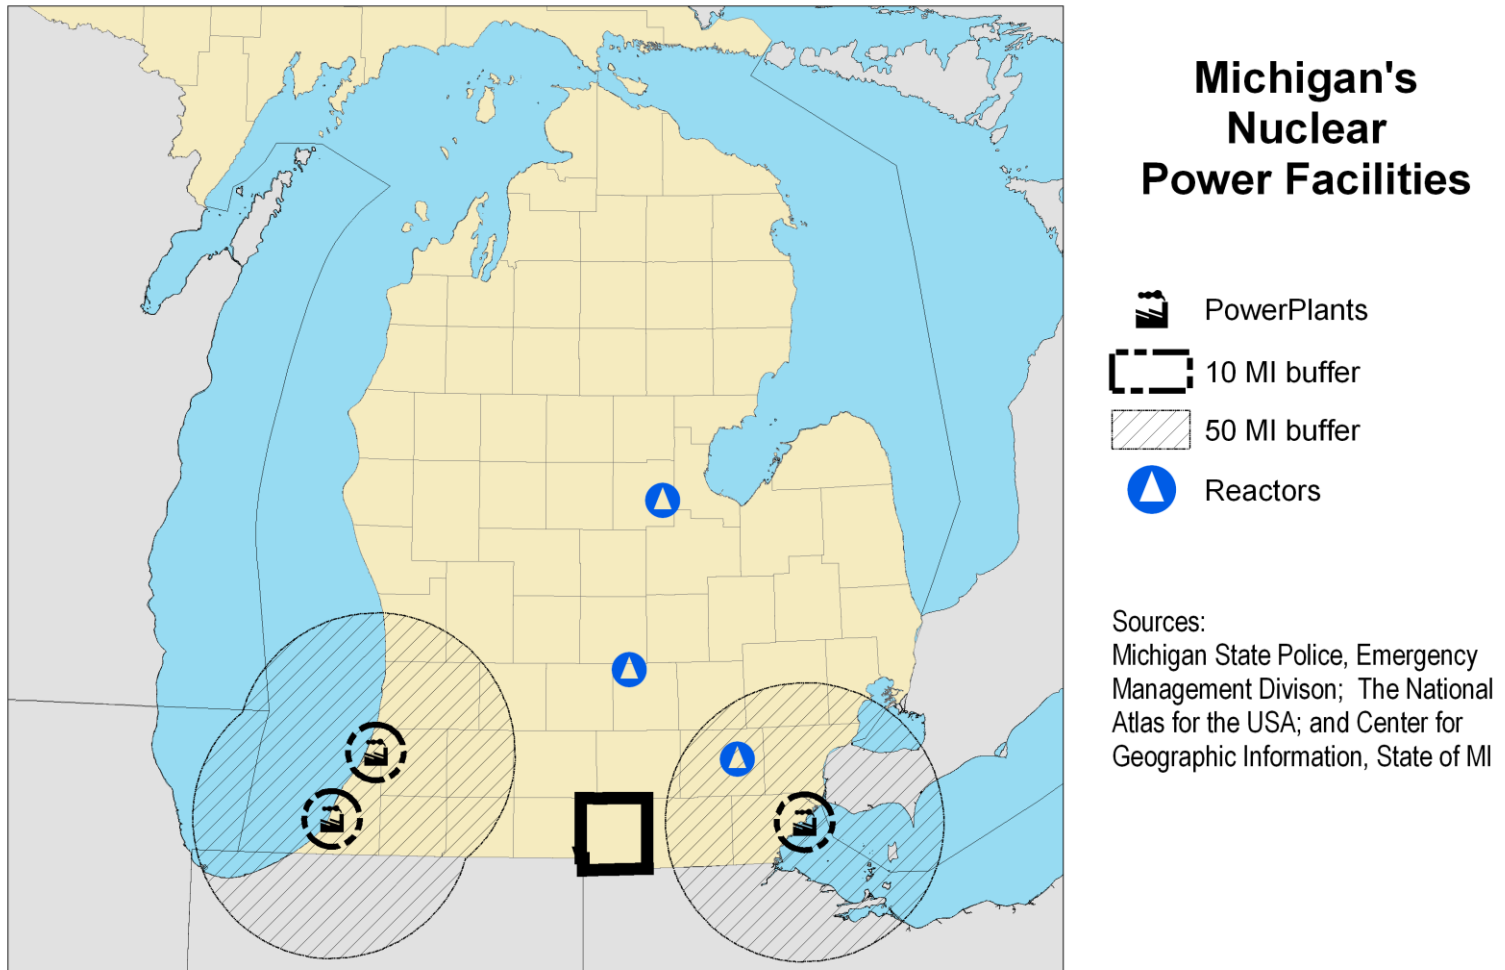 Michigan's
Nuclear
Power Facilities
PowerPlants
10 MI buffer
50 MI buffer
Reactors
Sources:
Michigan State Police, Emergency
Management Divison; The National
Atlas for the USA; and Center for
Geographic Information, State of MI